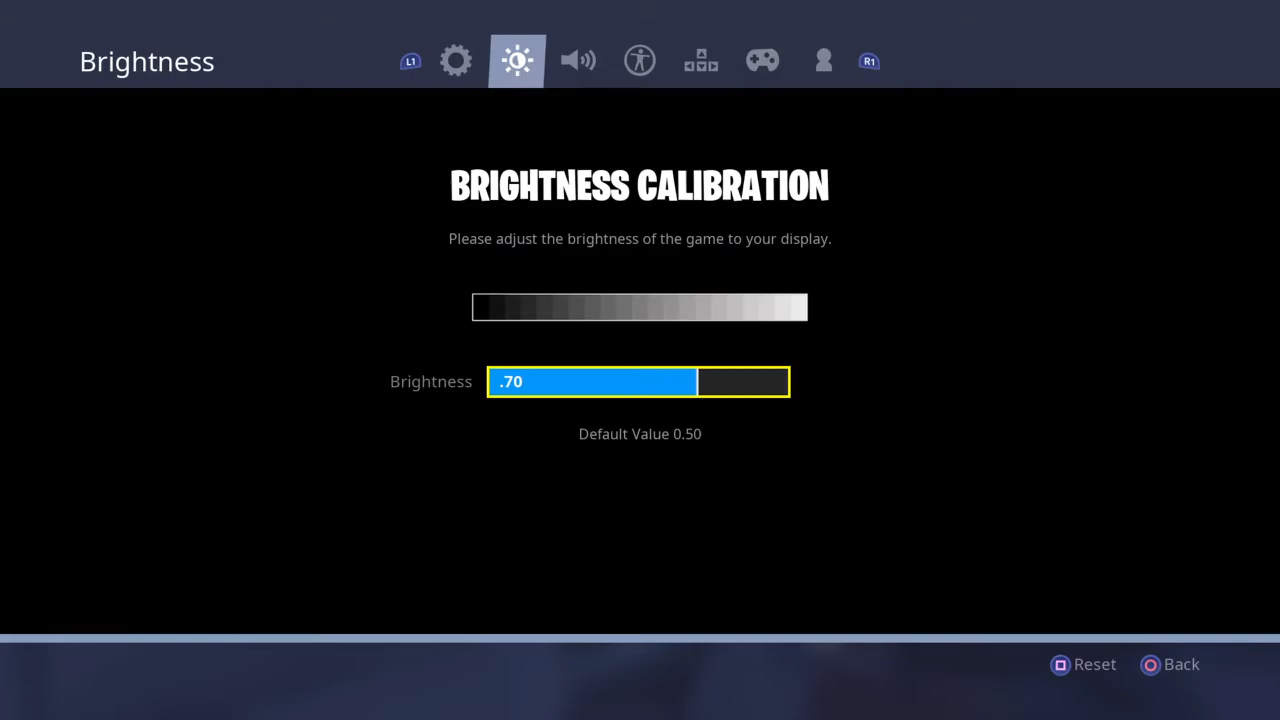 Brightness
L1
R1
BRIGHTNESS CALIBRATION
Please adjust the brightness of the game to your display.
Brightness .70
Default Value 0.50
Reset Back